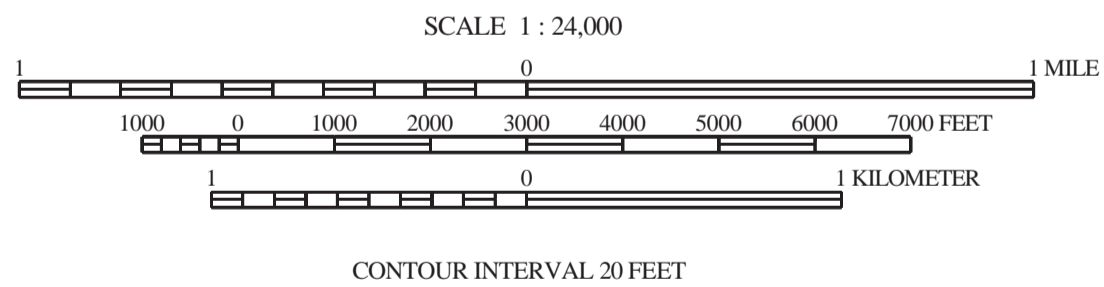 SCALE 1 : 24,000
1 0 1 MILE
1000 0 1000 2000 3000 4000 5000 6000 7000 FEET
1 0 1 KILOMETER
CONTOUR INTERVAL 20 FEET